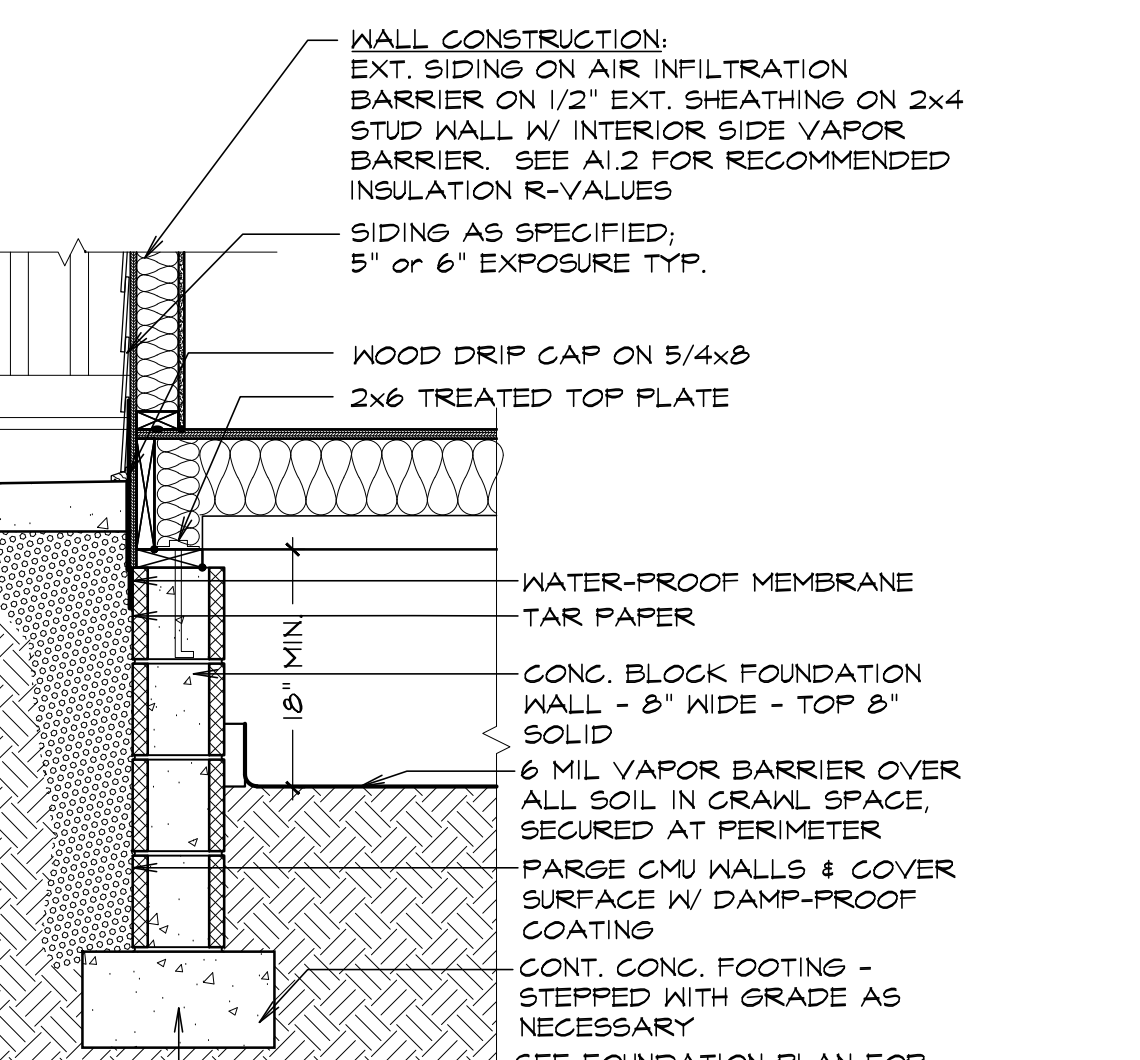 WALL CONSTRUCTION:
EXT. SIDING ON AIR INFILTRATION
BARRIER ON 1/2" EXT. SHEATHING ON 2x4
STUD WALL W/ INTERIOR SIDE VAPOR
BARRIER. SEE A1.2 FOR RECOMMENDED
INSULATION R-VALUES
SIDING AS SPECIFIED;
5" or 6" EXPOSURE TYP.
WOOD DRIP CAP ON 5/4x8
2x6 TREATED TOP PLATE
18" MIN.
WATER-PROOF MEMBRANE
TAR PAPER
CONC. BLOCK FOUNDATION
WALL - 8" WIDE - TOP 8"
SOLID
6 MIL VAPOR BARRIER OVER
ALL SOIL IN CRAWL SPACE,
SECURED AT PERIMETER
PARGE CMU WALLS & COVER
SURFACE W/ DAMP-PROOF
COATING
CONT. CONC. FOOTING -
STEPPED WITH GRADE AS
NECESSARY
SEE FOUNDATION PLAN FOR